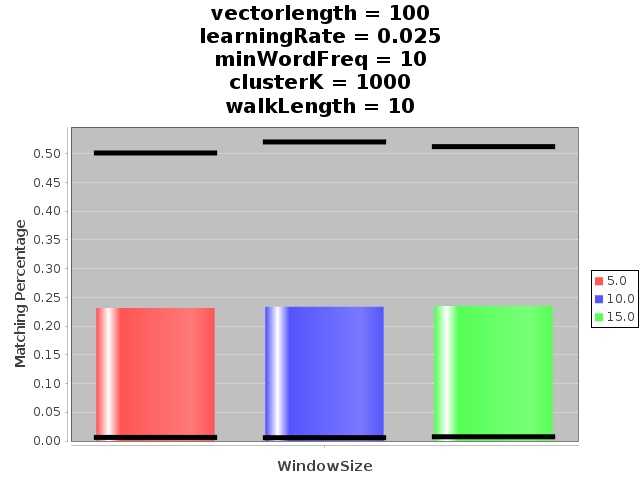 vectorlength = 100
learningRate = 0.025
minWordFreq = 10
clusterK = 1000
walkLength = 10
Matching Percentage
0.50
0.45
0.40
0.35
0.30
0.25
0.20
0.15
0.10
0.05
0.00
5.0
10.0
15.0
WindowSize